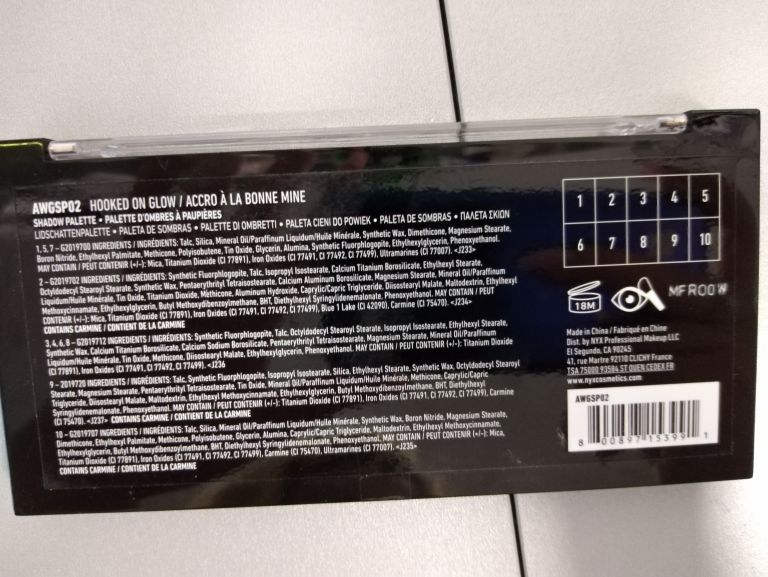 AWGSP02 HOOKED ON GLOW / ACCRO À LA BONNE MINE
SHADOW PALETTE • PALETTE D'OMBRES À PAUPIÈRES
LIDSCHATTENPALETTE • PALETA DE SOMBRAS • PALETTE DI OMBRETTI • PALETA CIENI DO POWIEK • PALETA DE SOMBRAS • ΠΑΛΕΤΑ ΣΚΙΩΝ
1, 5, 7 - G2019700 INGREDIENTS / INGRÉDIENTS: Talc, Silica, Mineral Oil/Paraffinum Liquidum/Huile Minérale, Synthetic Wax, Dimethicone, Magnesium Stearate,
Boron Nitride, Ethylhexyl Palmitate, Methicone, Polyisobutene, Tin Oxide, Glycerin, Alumina, Synthetic Fluorphlogopite, Ethylhexylglycerin, Phenoxyethanol.
MAY CONTAIN / PEUT CONTENIR (+/-): Mica, Titanium Dioxide (CI 77891), Iron Oxides (CI 77491, CI 77492, CI 77499), Ultramarines (CI 77007). <J233>
2 - G2019702 INGREDIENTS / INGRÉDIENTS: Synthetic Fluorphlogopite, Talc, Isopropyl Isostearate, Calcium Titanium Borosilicate, Ethylhexyl Stearate,
Octyldodecyl Stearoyl Stearate, Synthetic Wax, Pentaerythrityl Tetraisostearate, Calcium Aluminum Borosilicate, Magnesium Stearate, Mineral Oil/Paraffinum
Liquidum/Huile Minérale, Tin Oxide, Titanium Dioxide, Aluminum Hydroxide, Caprylic/Capric Triglyceride, Diisostearyl Malate, Maltodextrin, Ethylhexyl
Methoxycinnamate, Ethylhexylglycerin, Butyl Methoxydibenzoylmethane, BHT, Diethylhexyl Syringylidenemalonate, Phenoxyethanol. MAY CONTAIN / PEUT
CONTENIR (+/-): Mica, Titanium Dioxide (CI 77891), Iron Oxides (CI 77491, CI 77492, CI 77499), Blue 1 Lake (CI 42090), Carmine (CI 75470). <J234>
CONTAINS CARMINE / CONTIENT DE LA CARMINE
3, 4, 6, 8 - G2019712 INGREDIENTS / INGRÉDIENTS: Synthetic Fluorphlogopite, Talc, Octyldodecyl Stearoyl Stearate, Isopropyl Isostearate, Ethylhexyl Stearate,
Synthetic Wax, Calcium Titanium Borosilicate, Calcium Sodium Borosilicate, Pentaerythrityl Tetraisostearate, Magnesium Stearate, Mineral Oil/Paraffinum
Liquidum/Huile Minérale, Tin Oxide, Methicone, Diisostearyl Malate, Ethylhexylglycerin, Phenoxyethanol. MAY CONTAIN / PEUT CONTENIR (+/-): Mica, Titanium Dioxide
(CI 77891), Iron Oxides (CI 77491, CI 77492, CI 77499). <J236
9 - 2019720 INGREDIENTS / INGRÉDIENTS: Talc, Synthetic Fluorphlogopite, Isopropyl Isostearate, Silica, Ethylhexyl Stearate, Synthetic Wax, Octyldodecyl Stearoyl
Stearate, Magnesium Stearate, Pentaerythrityl Tetraisostearate, Tin Oxide, Mineral Oil/Paraffinum Liquidum/Huile Minérale, Methicone, Caprylic/Capric
Triglyceride, Diisostearyl Malate, Maltodextrin, Ethylhexyl Methoxycinnamate, Ethylhexylglycerin, Butyl Methoxydibenzoylmethane, BHT, Diethylhexyl
Syringylidenemalonate, Phenoxyethanol. MAY CONTAIN / PEUT CONTENIR (+/-): Titanium Dioxide (CI 77891), Iron Oxides (CI 77491, CI 77492, CI 77499), Carmine
(CI 75470). <J237> CONTAINS CARMINE / CONTIENT DE LA CARMINE
10 - G2019707 INGREDIENTS / INGRÉDIENTS: Talc, Silica, Mineral Oil/Paraffinum Liquidum/Huile Minérale, Synthetic Wax, Boron Nitride, Magnesium Stearate,
Dimethicone, Ethylhexyl Palmitate, Methicone, Polyisobutene, Glycerin, Alumina, Caprylic/Capric Triglyceride, Maltodextrin, Ethylhexyl Methoxycinnamate,
Ethylhexylglycerin, Butyl Methoxydibenzoylmethane, BHT, Diethylhexyl Syringylidenemalonate, Phenoxyethanol. MAY CONTAIN / PEUT CONTENIR (+/-): Mica,
Titanium Dioxide (CI 77891), Iron Oxides (CI 77491, CI 77492, CI 77499), Carmine (CI 75470), Ultramarines (CI 77007). <J235>
CONTAINS CARMINE / CONTIENT DE LA CARMINE
1 2 3 4 5
6 7 8 9 10
18M
MFR00W
Made in China / Fabriqué en Chine
Dist. by NYX Professional Makeup LLC
El Segundo, CA 90245
41, rue Martre 92110 CLICHY France
TSA 75000 93584 ST OUEN CEDEX FR
www.nyxcosmetics.com
AWGSP02
8 00897 15399 1